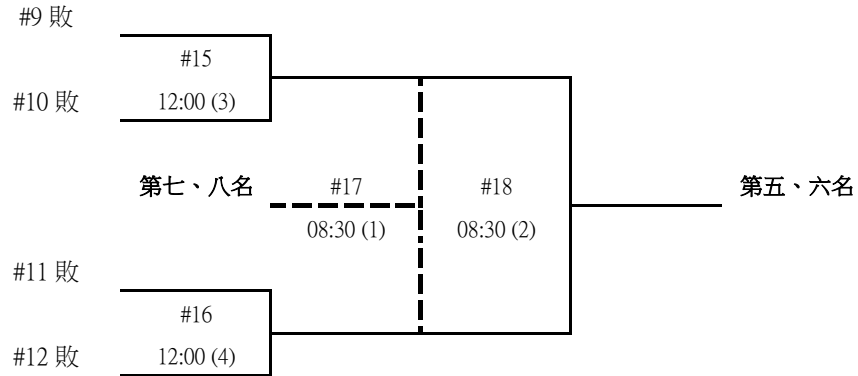 #9 敗
#15
#10 敗
12:00 (3)
第七、八名
#17
#18
第五、六名
08:30 (1)
08:30 (2)
#11 敗
#16
#12 敗
12:00 (4)